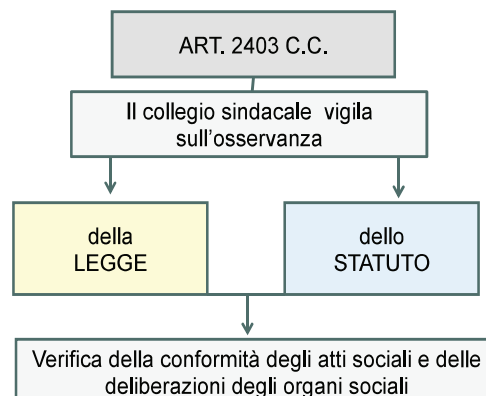 ART. 2403 C.C.
Il collegio sindacale vigila
sull'osservanza
della
LEGGE
dello
STATUTO
Verifica della conformità degli atti sociali e delle
deliberazioni degli organi sociali